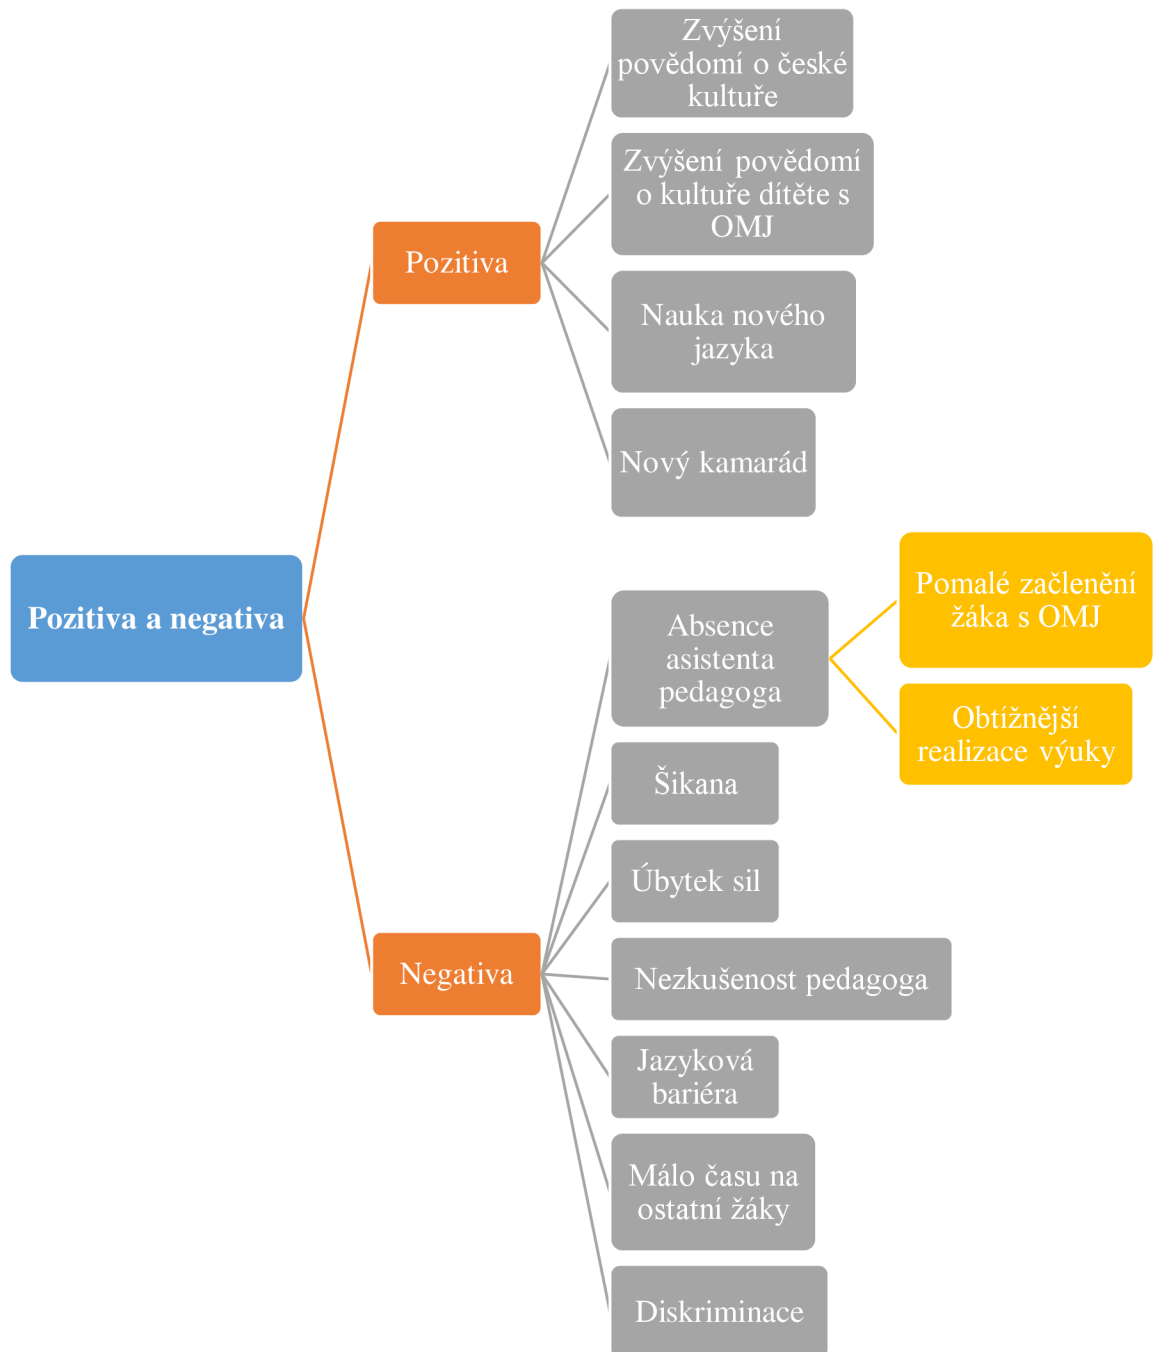 Pozitiva a negativa
Pozitiva
Zvýšení
povědomí o české
kultuře
Zvýšení povědomí
o kultuře dítěte s
OMJ
Nauka nového
jazyka
Nový kamarád
Negativa
Absence
asistenta
pedagoga
Pomalé začlenění
žáka s OMJ
Obtížnější
realizace výuky
Šikana
Úbytek sil
Nezkušenost pedagoga
Jazyková
bariéra
Málo času na
ostatní žáky
Diskriminace